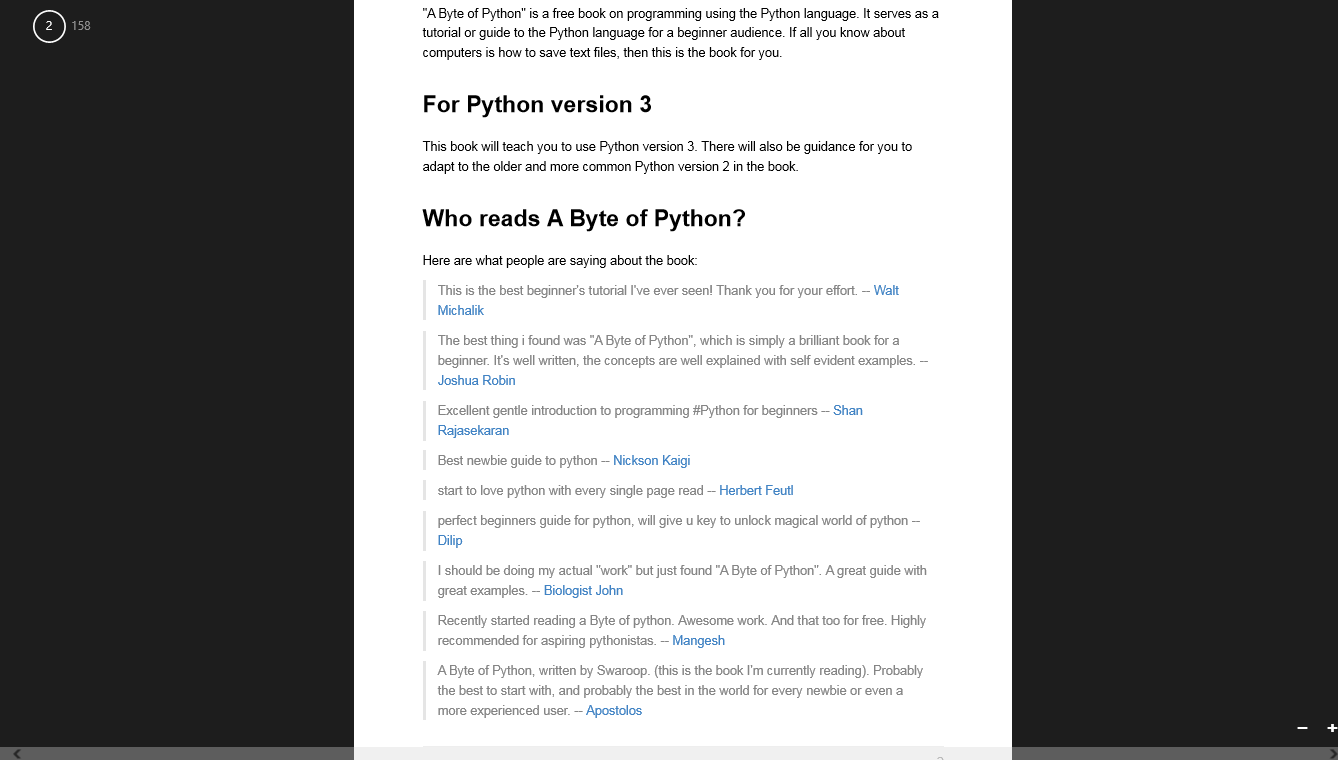 2 158
"A Byte of Python" is a free book on programming using the Python language. It serves as a
tutorial or guide to the Python language for a beginner audience. If all you know about
computers is how to save text files, then this is the book for you.
For Python version 3
This book will teach you to use Python version 3. There will also be guidance for you to
adapt to the older and more common Python version 2 in the book.
Who reads A Byte of Python?
Here are what people are saying about the book:
This is the best beginner's tutorial I've ever seen! Thank you for your effort. -- Walt
Michalik
The best thing i found was "A Byte of Python", which is simply a brilliant book for a
beginner. It's well written, the concepts are well explained with self evident examples. --
Joshua Robin
Excellent gentle introduction to programming #Python for beginners -- Shan
Rajasekaran
Best newbie guide to python -- Nickson Kaigi
start to love python with every single page read -- Herbert Feutl
perfect beginners guide for python, will give u key to unlock magical world of python --
Dilip
I should be doing my actual "work" but just found "A Byte of Python". A great guide with
great examples. -- Biologist John
Recently started reading a Byte of python. Awesome work. And that too for free. Highly
recommended for aspiring pythonistas. -- Mangesh
A Byte of Python, written by Swaroop. (this is the book I'm currently reading). Probably
the best to start with, and probably the best in the world for every newbie or even a
more experienced user. -- Apostolos